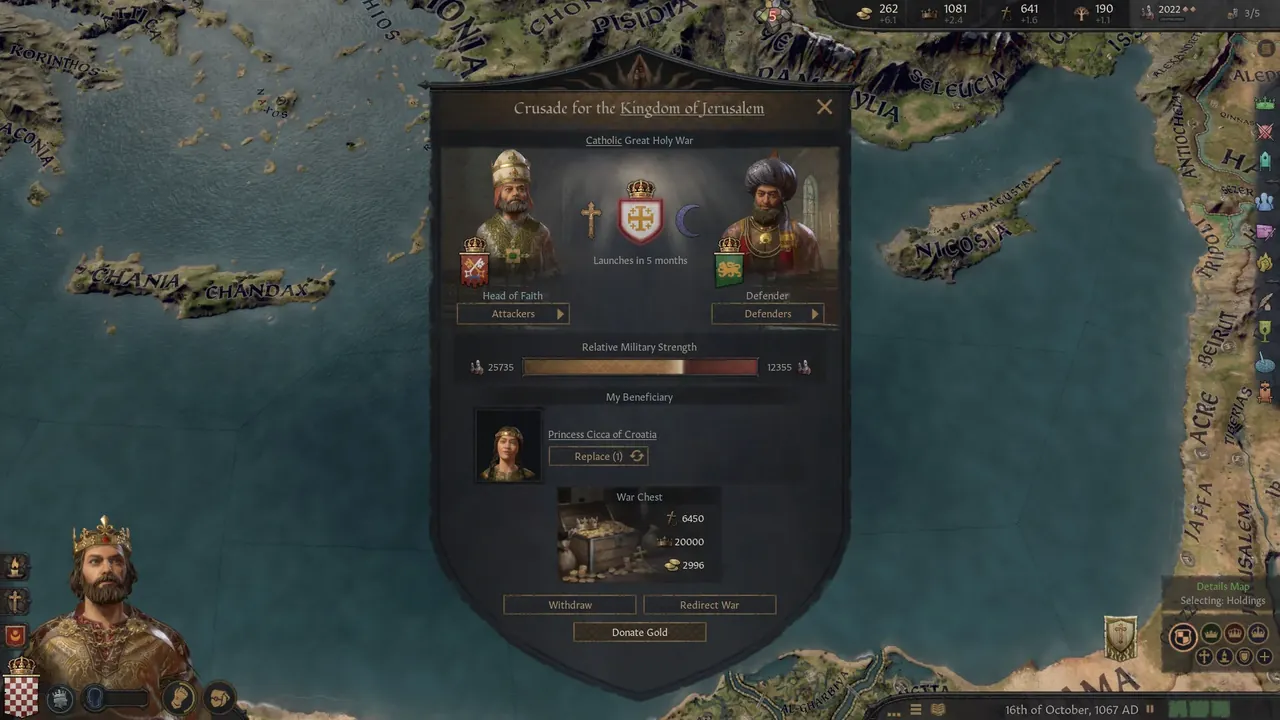 262
+6.1
1081
+2.4
641
+1.6
190
+1.1
2022
3/5
5
PISIDIA
SELEUCIA
KORINTHOS
CHIOS
Crusade for the Kingdom of Jerusalem
Catholic Great Holy War
Launches in 5 months
Head of Faith
Defender
Attackers
Defenders
Relative Military Strength
25735
12355
My Beneficiary
Princess Cicca of Croatia
Replace (1)
War Chest
6450
20000
2996
Withdraw
Redirect War
Donate Gold
CHANIA
CHANDAX
FAMAGUSTA
NICOSIA
TRIPOLI
BEIRUT
ACRE
TIBERIAS
JAFFA
Details Map
Selecting: Holdings
16th of October, 1067 AD